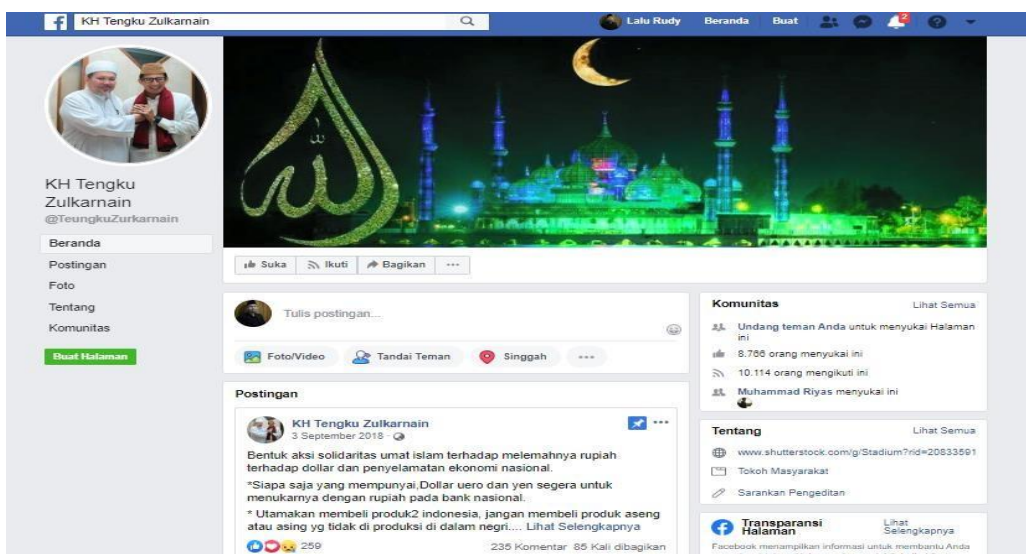 KH Tengku Zulkarnain
Lalu Rudy
Beranda
Buat
2
KH Tengku
Zulkarnain
@TeungkuZurkarnain
Beranda
Postingan
Foto
Tentang
Komunitas
Buat Halaman
الله
Suka
Ikuti
Bagikan
Tulis postingan...
Foto/Video
Tandai Teman
Singgah
Postingan
KH Tengku Zulkarnain
3 September 2018
Bentuk aksi solidaritas umat islam terhadap melemahnya rupiah
terhadap dollar dan penyelamatan ekonomi nasional.
*Siapa saja yang mempunyai,Dollar uero dan yen segera untuk
menukarnya dengan rupiah pada bank nasional.
* Utamakan membeli produk2 indonesia, jangan membeli produk aseng
atau asing yg tidak di produksi di dalam negri.... Lihat Selengkapnya
259
235 Komentar 85 Kali dibagikan
Komunitas
Lihat Semua
Undang teman Anda untuk menyukai Halaman
ini
8.766 orang menyukai ini
10.114 orang mengikuti ini
Muhammad Riyas menyukai ini
Tentang
Lihat Semua
www.shutterstock.com/g/Stadium?rid=20833591
Tokoh Masyarakat
Sarankan Pengeditan
Transparansi
Halaman
Lihat
Selengkapnya
Facebook menampilkan informasi untuk membantu Anda